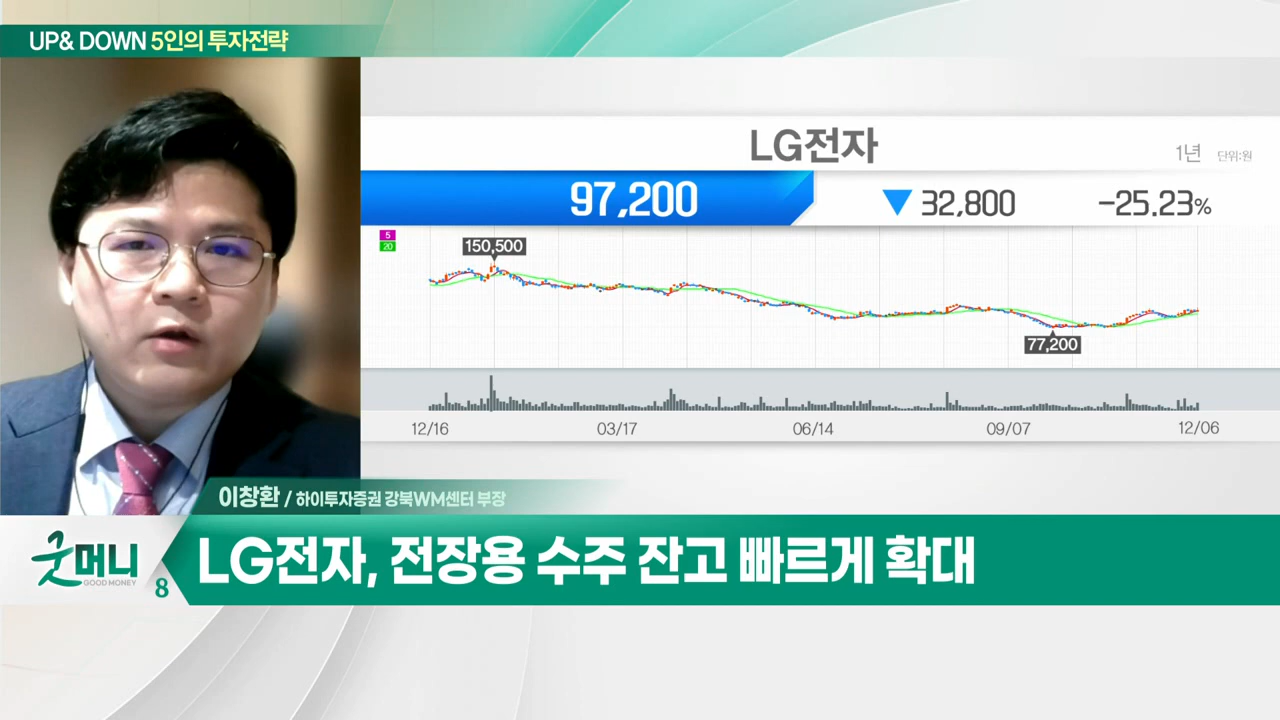 UP& DOWN 5인의 투자전략
LG전자
1년 단위:원
97,200 ▼ 32,800 -25.23%
5
20
150,500
77,200
12/16 03/17 06/14 09/07 12/06
이창환 / 하이투자증권 강북WM센터 부장
굿머니
GOOD MONEY
8
LG전자, 전장용 수주 잔고 빠르게 확대